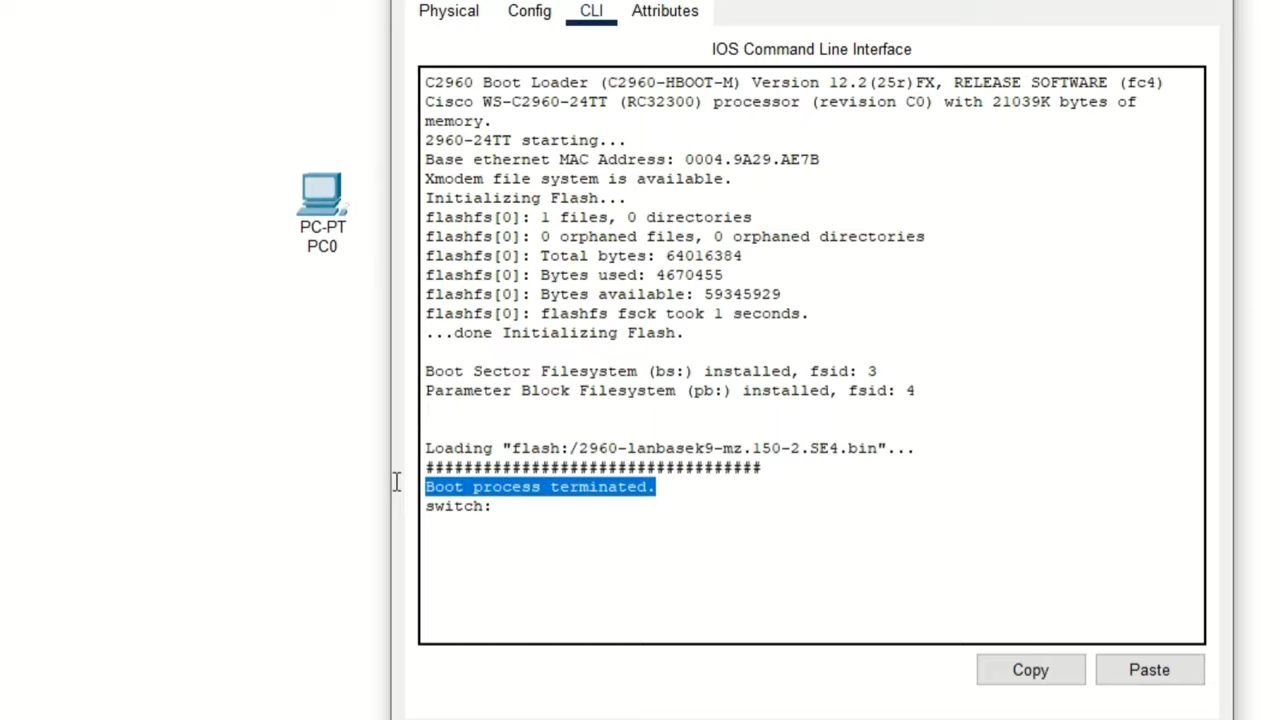 Physical Config CLI Attributes
IOS Command Line Interface
C2960 Boot Loader (C2960-HBOOT-M) Version 12.2(25r)FX, RELEASE SOFTWARE (fc4)
Cisco WS-C2960-24TT (RC32300) processor (revision C0) with 21039K bytes of
memory.
2960-24TT starting...
Base ethernet MAC Address: 0004.9A29.AE7B
Xmodem file system is available.
Initializing Flash...
flashfs[0]: 1 files, 0 directories
flashfs[0]: 0 orphaned files, 0 orphaned directories
flashfs[0]: Total bytes: 64016384
flashfs[0]: Bytes used: 4670455
flashfs[0]: Bytes available: 59345929
flashfs[0]: flashfs fsck took 1 seconds.
...done Initializing Flash.
Boot Sector Filesystem (bs:) installed, fsid: 3
Parameter Block Filesystem (pb:) installed, fsid: 4
Loading "flash:/2960-lanbasek9-mz.150-2.SE4.bin"...
###################################
Boot process terminated.
switch:
PC-PT
PC0
Copy Paste